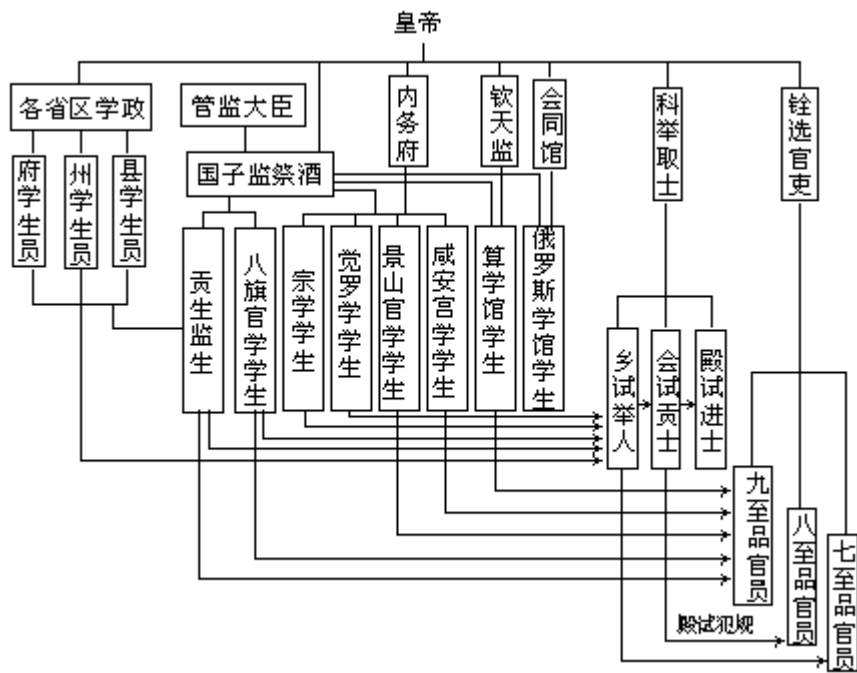 皇帝
各省区学政
管监大臣
内务府
钦天监
会同馆
科举取士
铨选官吏
国子监祭酒
府学生员
州学生员
县学生员
贡生监生
八旗官学学生
宗学学生
觉罗学学生
景山官学学生
咸安宫学学生
算学馆学生
俄罗斯学馆学生
乡试举人
会试贡士
殿试进士
九至品官员
八至品官员
七至品官员
殿试犯规